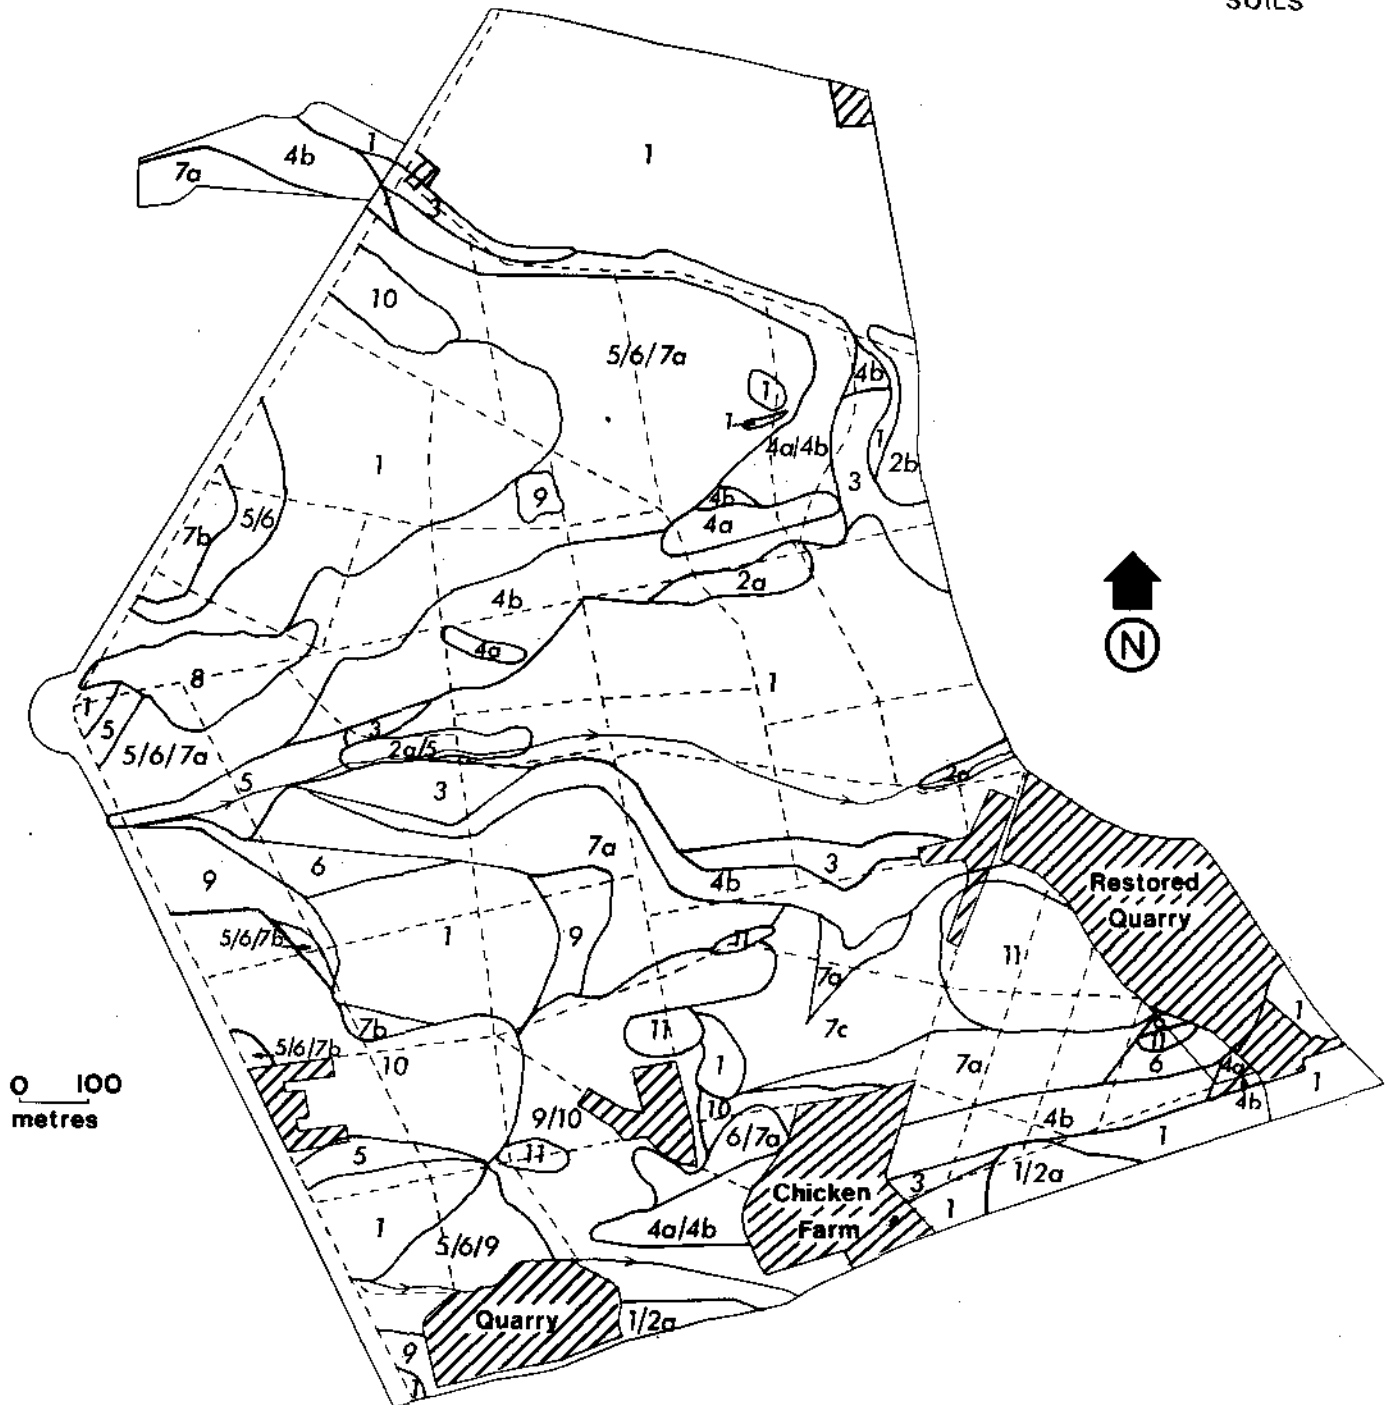 SOILS
1
1
4b
7a
3
10
5/6/7a
1
4b
1
4a/4b
1
2b
1
3
9
4b
5/6
7b
4a
2a
4b
4a
8
1
1
5
5/6/7a
3
2a/5
5
3
2a
7a
6
3
9
4b
Restored
Quarry
5/6/7b
1
9
11
11
7a
1
11
7c
7b
8
11
5/6/7b
1
10
7a
6
4a
1
0 100
metres
10
4b
9/10
4b
6/7a
1
5
11
1/2a
3
Chicken
1
1
4a/4b
Farm
5/6/9
N
Quarry
1/2a
9
1